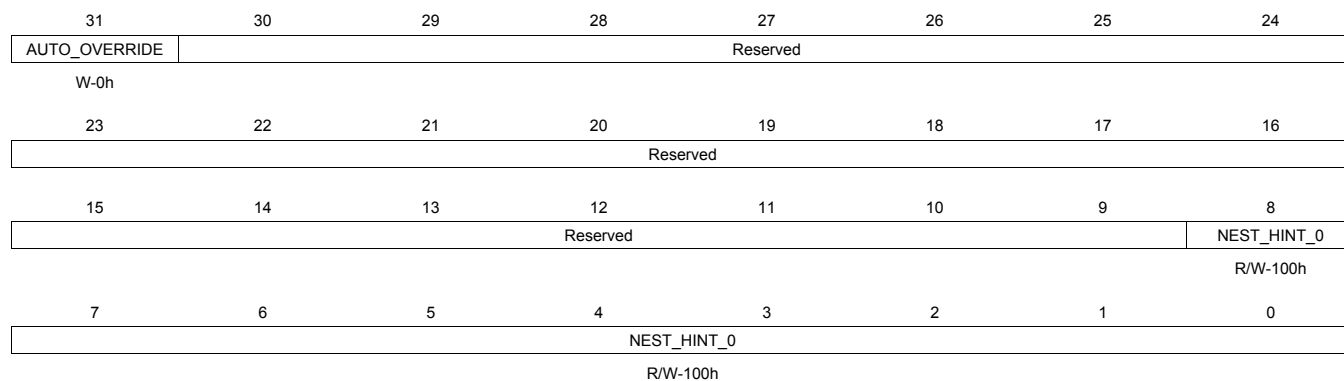 31 30 29 28 27 26 25 24
AUTO_OVERRIDE Reserved
W-0h
23 22 21 20 19 18 17 16
Reserved
15 14 13 12 11 10 9 8
Reserved NEST_HINT_0
R/W-100h
7 6 5 4 3 2 1 0
NEST_HINT_0
R/W-100h